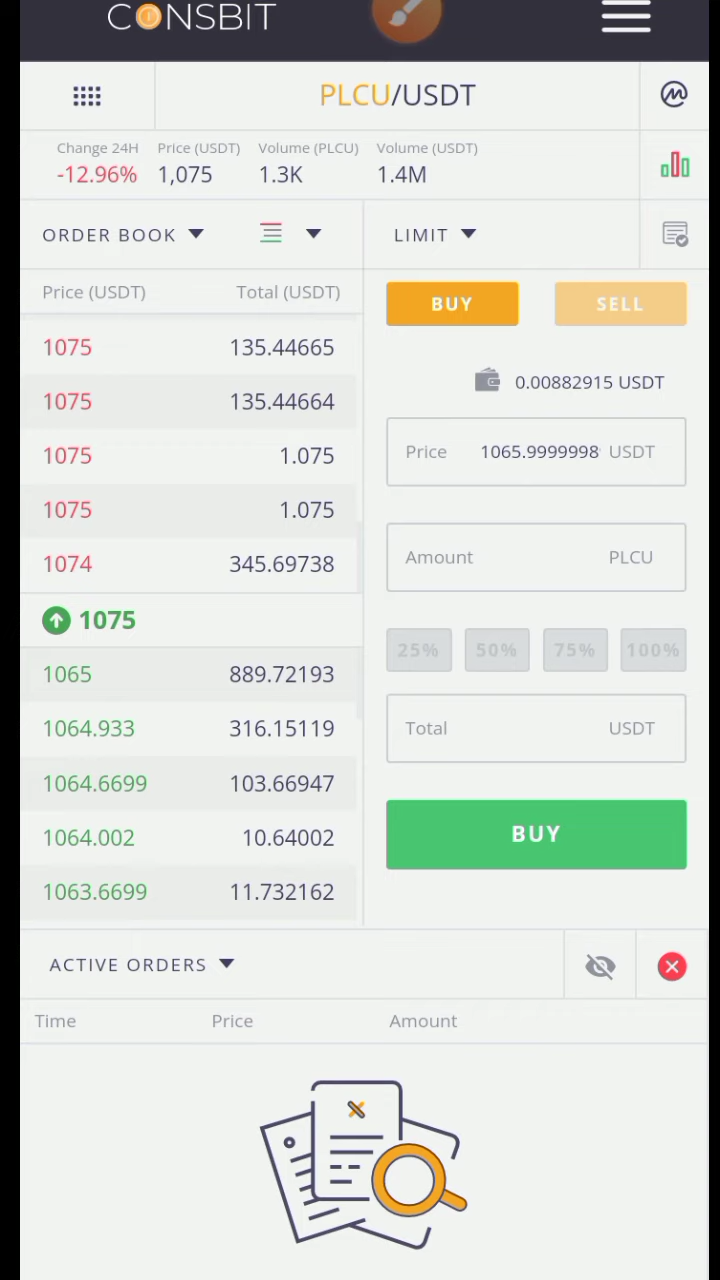 CONSBIT
PLCU/USDT
Change 24H Price (USDT) Volume (PLCU) Volume (USDT)
-12.96% 1,075 1.3K 1.4M
ORDER BOOK LIMIT
Price (USDT) Total (USDT)
BUY SELL
1075 135.44665
0.00882915 USDT
1075 135.44664
Price 1065.9999998 USDT
1075 1.075
1075 1.075
Amount PLCU
1074 345.69738
1075
25% 50% 75% 100%
1065 889.72193
1064.933 316.15119
Total USDT
1064.6699 103.66947
1064.002 10.64002
BUY
1063.6699 11.732162
ACTIVE ORDERS
Time Price Amount